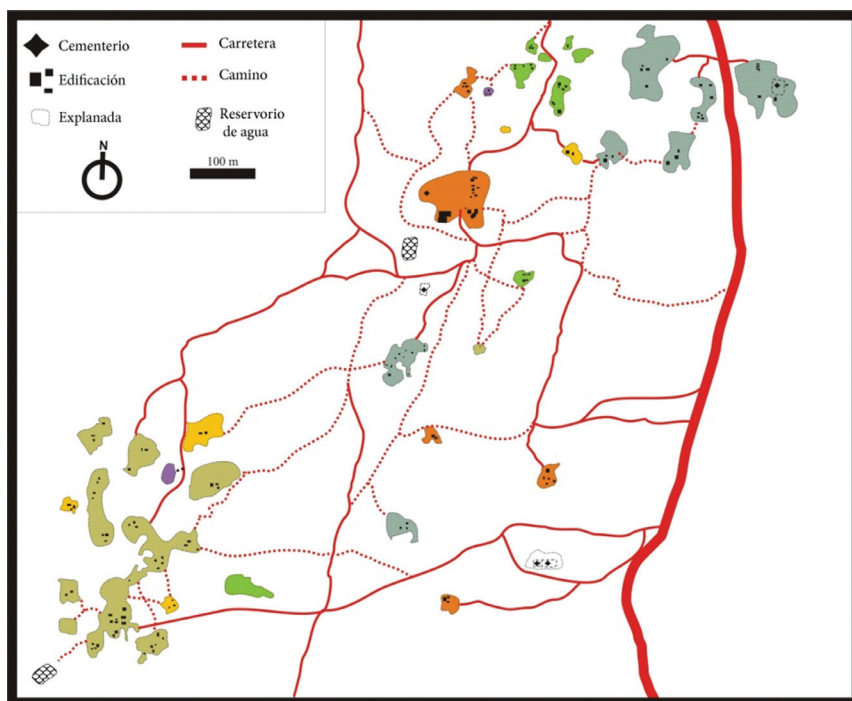 Cementerio
Carretera
Edificación
Camino
Explanada
Reservorio
de agua
N
100 m